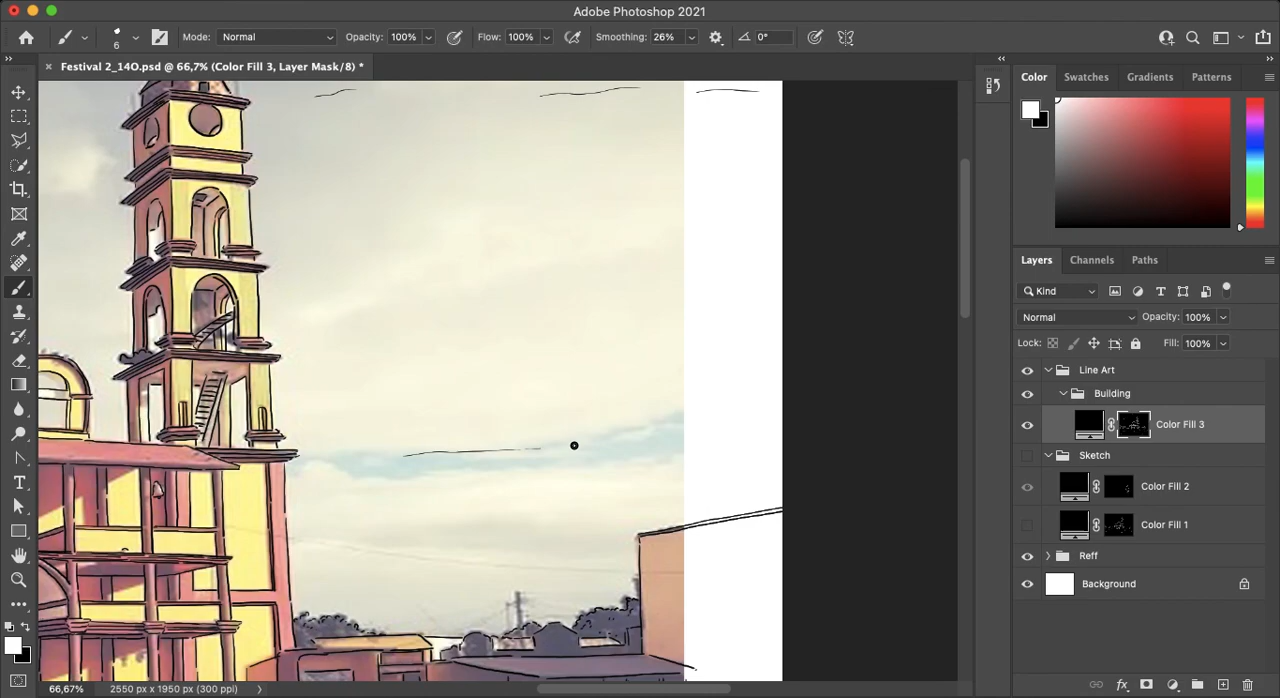 Adobe Photoshop 2021
6 Mode: Normal Opacity: 100% Flow: 100% Smoothing: 26% 0°
Festival 2_14O.psd @ 66,7% (Color Fill 3, Layer Mask/8) *
Color Swatches Gradients Patterns
Layers Channels Paths
Kind
Normal Opacity: 100%
Lock: Fill: 100%
Line Art
Building
Color Fill 3
Sketch
Color Fill 2
Color Fill 1
Reff
Background
66,67% 2550 px x 1950 px (300 ppi)